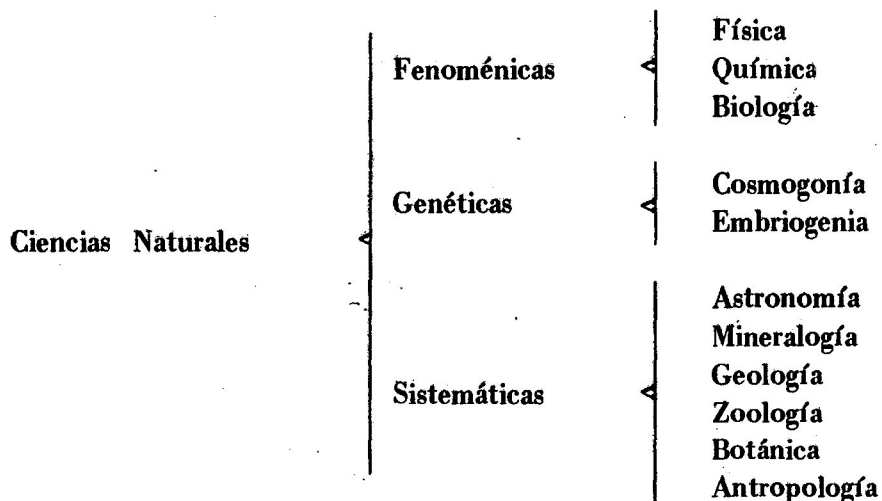 Ciencias Naturales
Fenoménicas
Física
Química
Biología
Genéticas
Cosmogonía
Embriogenia
Sistemáticas
Astronomía
Mineralogía
Geología
Zoología
Botánica
Antropología